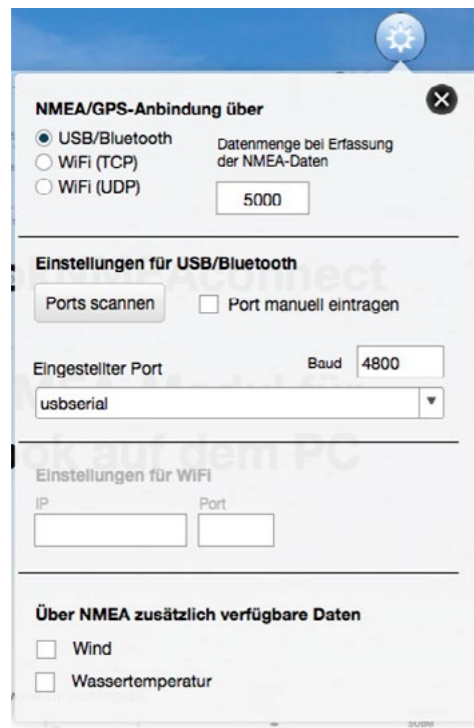 NMEA/GPS-Anbindung über
USB/Bluetooth
WiFi (TCP)
WiFi (UDP)
Datenmenge bei Erfassung
der NMEA-Daten
5000
Einstellungen für USB/Bluetooth
Ports scannen
Port manuell eintragen
Eingestellter Port
Baud
4800
usbserial
Einstellungen für WiFi
IP
Port
Über NMEA zusätzlich verfügbare Daten
Wind
Wassertemperatur